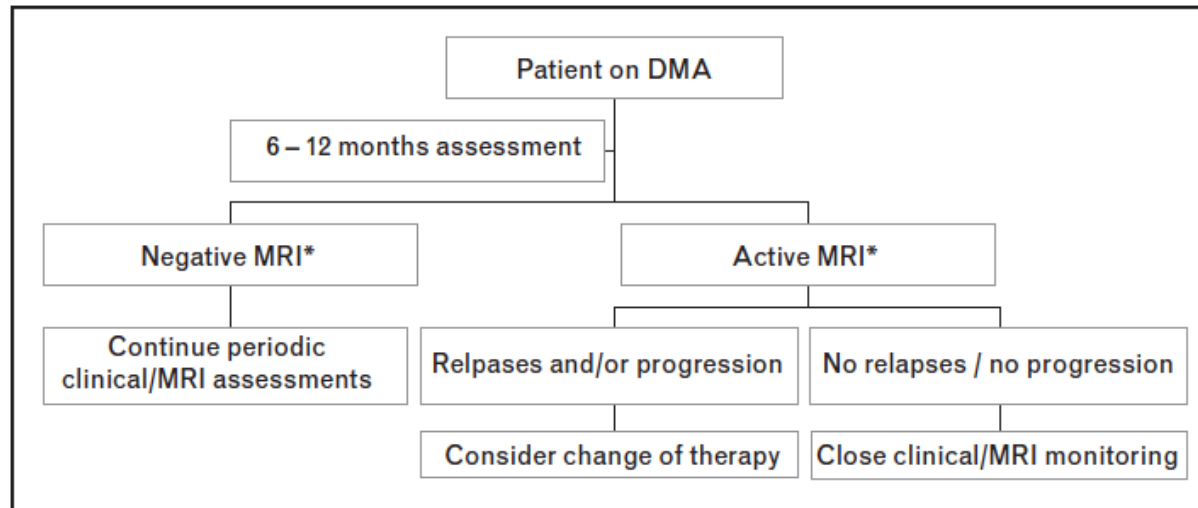 Patient on DMA
6 – 12 months assessment
Negative MRI*
Active MRI*
Continue periodic
clinical/MRI assessments
Relpases and/or progression
No relapses / no progression
Consider change of therapy
Close clinical/MRI monitoring